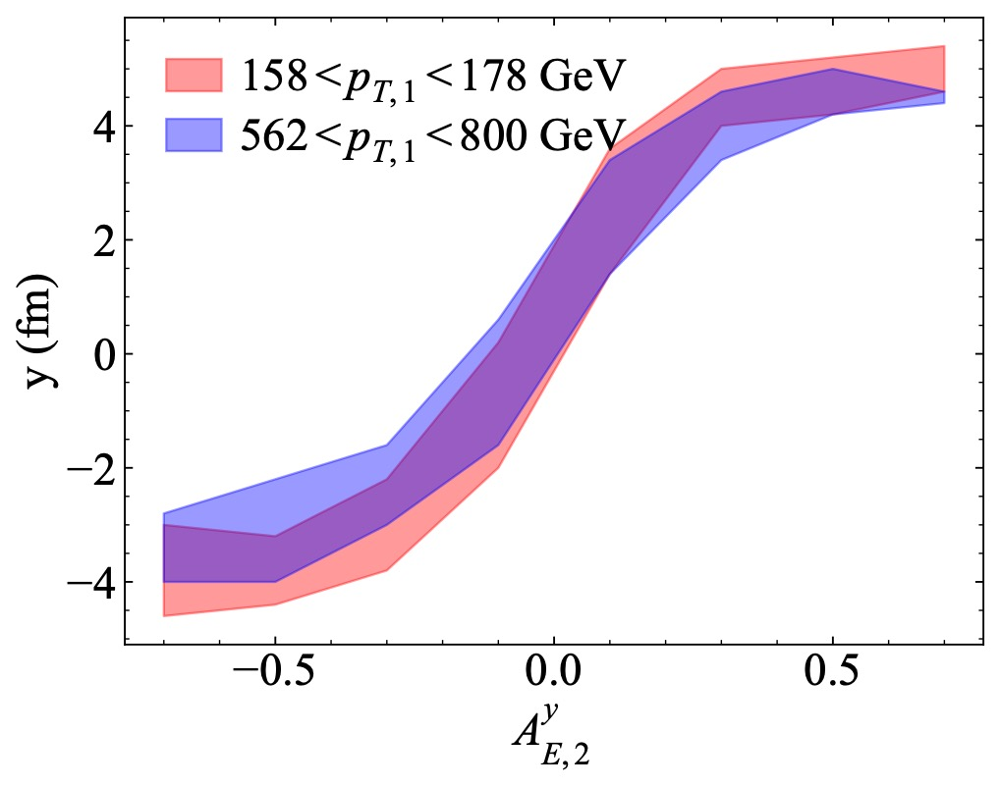 158 < p_{T,1} < 178 GeV
562 < p_{T,1} < 800 GeV
4
2
0
−2
−4
y (fm)
−0.5 0.0 0.5
A^{y}_{E,2}